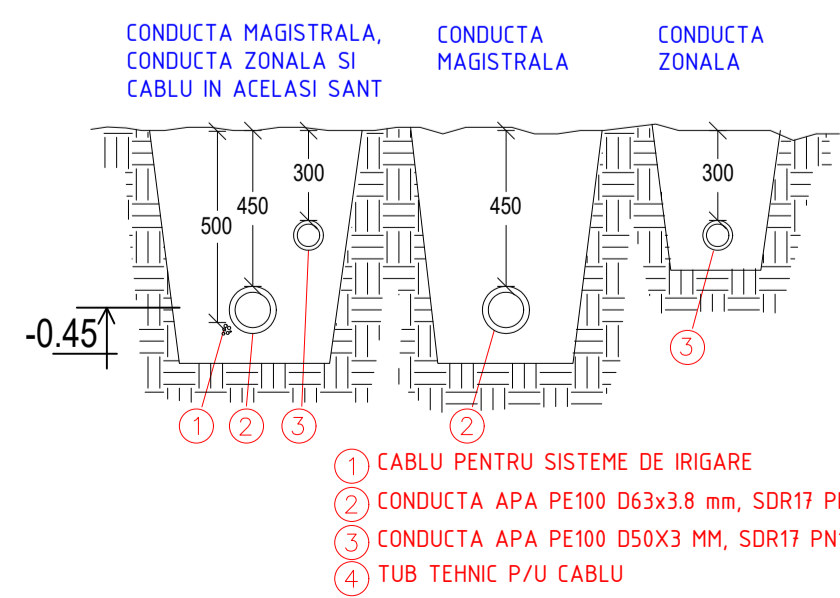 CONDUCTA MAGISTRALA,
CONDUCTA ZONALA SI
CABLU IN ACELASI SANT
CONDUCTA
MAGISTRALA
CONDUCTA
ZONALA
300
450
500
450
300
-0.45
1
2
3
2
3
1 CABLU PENTRU SISTEME DE IRIGARE
2 CONDUCTA APA PE100 D63x3.8 mm, SDR17
3 CONDUCTA APA PE100 D50X3 MM, SDR17
4 TUB TEHNIC P/U CABLU